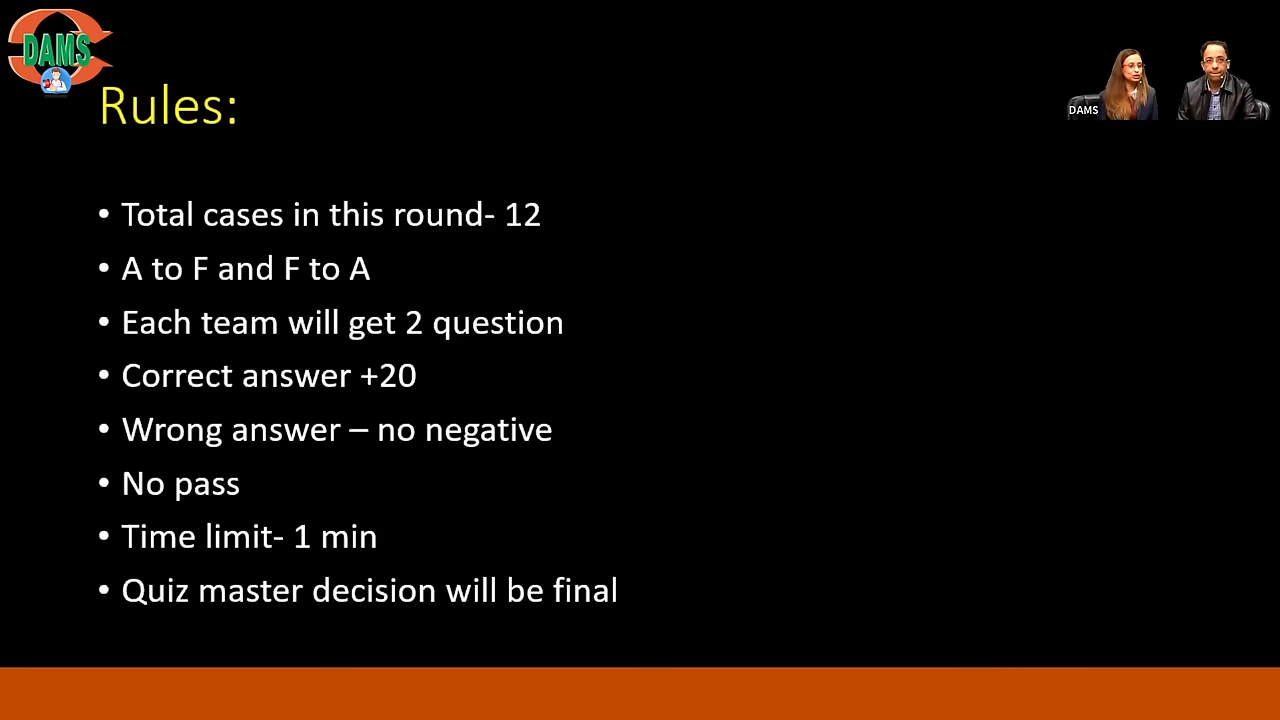 DAMS
DAMS
Rules:
• Total cases in this round- 12
• A to F and F to A
• Each team will get 2 question
• Correct answer +20
• Wrong answer – no negative
• No pass
• Time limit- 1 min
• Quiz master decision will be final